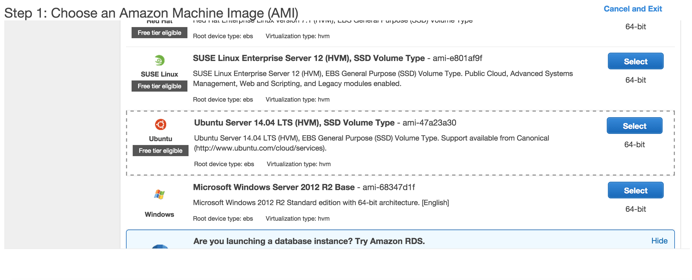 Step 1: Choose an Amazon Machine Image (AMI)
Cancel and Exit
Red Hat
Red Hat Enterprise Linux version 7.1 (HVM), EBS General Purpose (SSD) Volume Type
Free tier eligible
Root device type: ebs Virtualization type: hvm
64-bit
SUSE Linux Enterprise Server 12 (HVM), SSD Volume Type - ami-e801af9f
Select
SUSE Linux
Free tier eligible
SUSE Linux Enterprise Server 12 (HVM), EBS General Purpose (SSD) Volume Type. Public Cloud, Advanced Systems
Management, Web and Scripting, and Legacy modules enabled.
64-bit
Root device type: ebs Virtualization type: hvm
Ubuntu Server 14.04 LTS (HVM), SSD Volume Type - ami-47a23a30
Select
Ubuntu
Free tier eligible
Ubuntu Server 14.04 LTS (HVM), EBS General Purpose (SSD) Volume Type. Support available from Canonical
(http://www.ubuntu.com/cloud/services).
64-bit
Root device type: ebs Virtualization type: hvm
Microsoft Windows Server 2012 R2 Base - ami-68347d1f
Select
Windows
Microsoft Windows 2012 R2 Standard edition with 64-bit architecture. [English]
64-bit
Root device type: ebs Virtualization type: hvm
Are you launching a database instance? Try Amazon RDS.
Hide